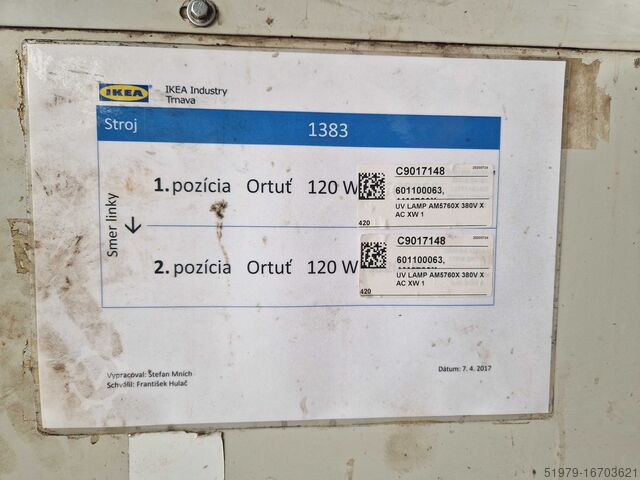 IKEA
IKEA Industry
Trnava
Stroj 1383
Smer linky
1.pozícia Ortuť 120 W
C9017148
601100063,
UV LAMP AM5760X 380V X
AC XW 1
420
2.pozícia Ortuť 120 W
C9017148
601100063,
UV LAMP AM5760X 380V X
AC XW 1
420
Vypracoval: Štefan Mních
Schválil: František Hulač
Dátum: 7. 4. 2017
51979-16703621